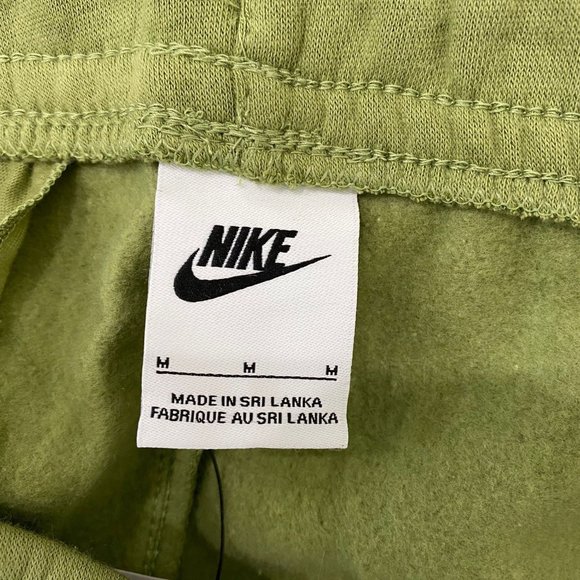 NIKE
M M M
MADE IN SRI LANKA
FABRIQUE AU SRI LANKA